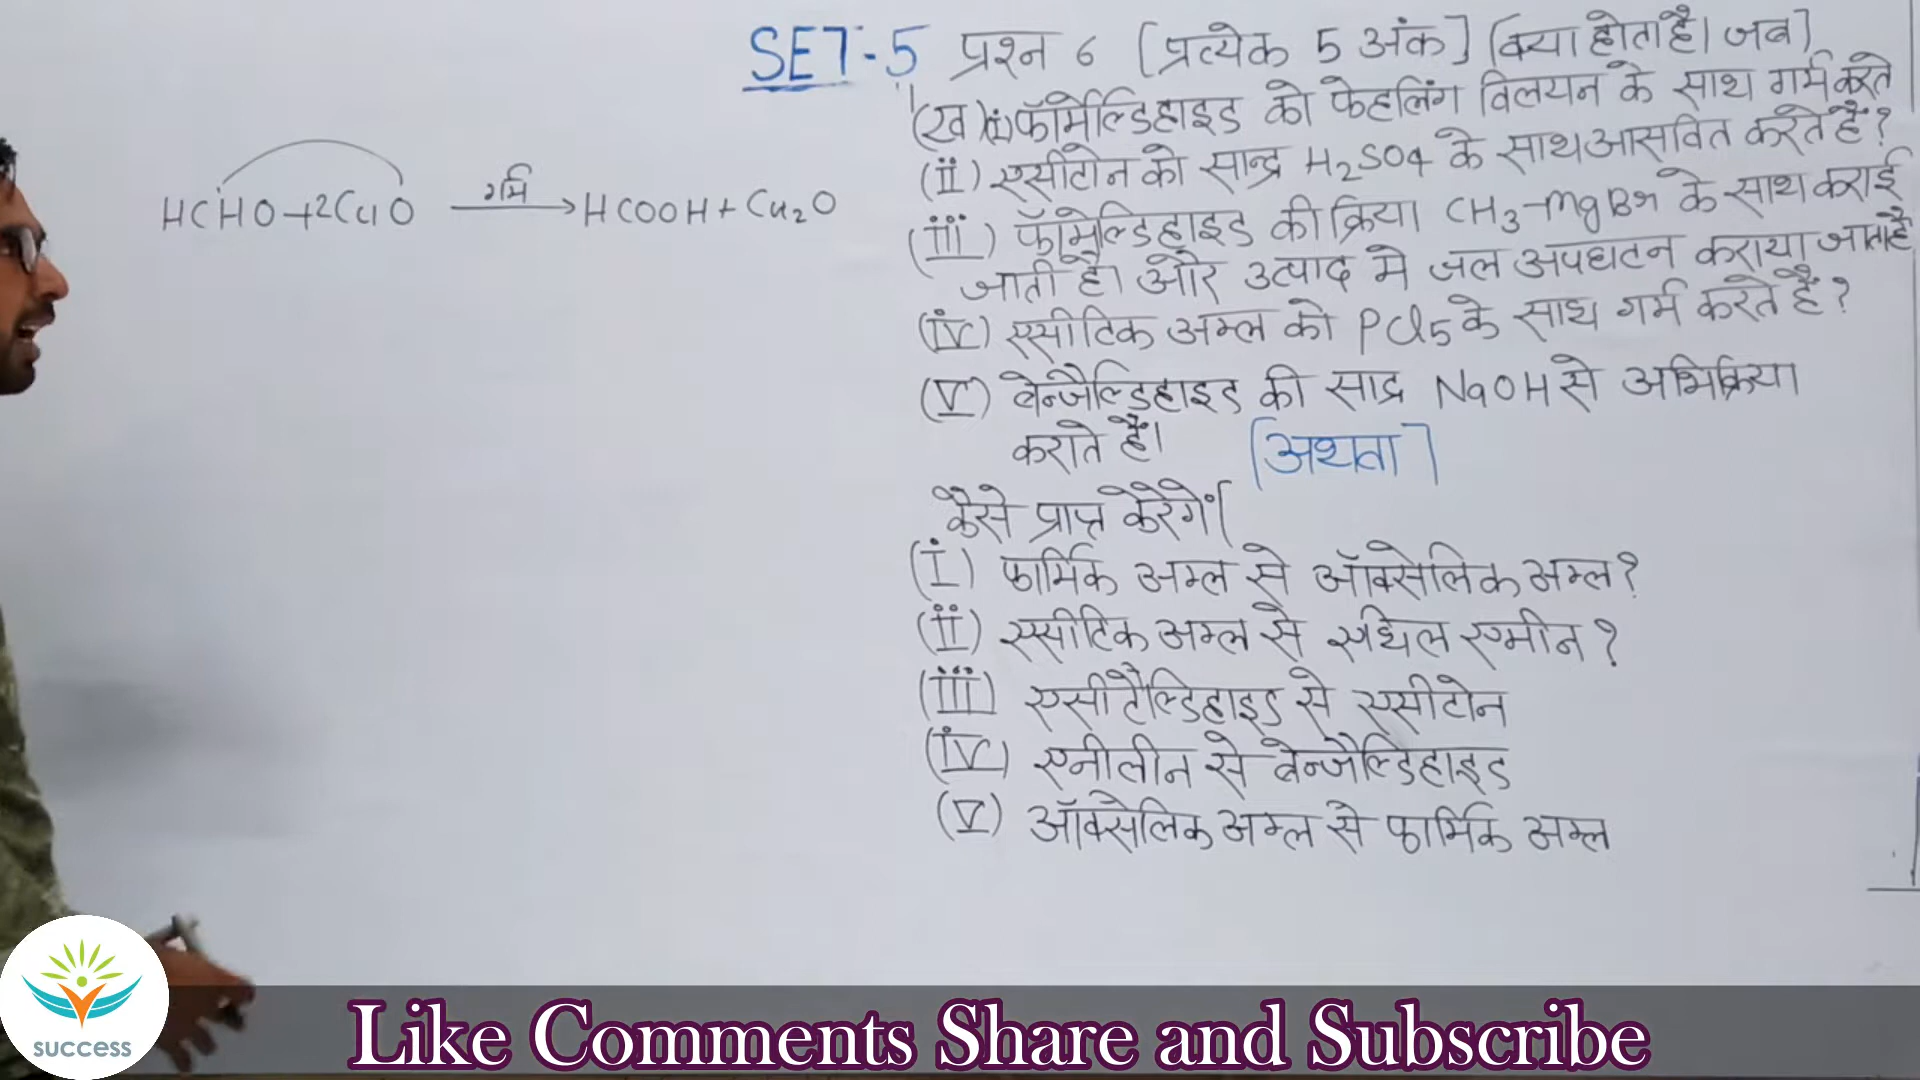 SET-5 प्रश्न 6 [प्रत्येक 5 अंक] [क्या होता है। जब]
(ख)(i) फॉर्मेल्डिहाइड को फेहलिंग विलयन के साथ गर्म करते
(ii) एसीटोन को सान्द्र H2SO4 के साथ आसवित करते हैं?
(iii) फॉर्मेल्डिहाइड की क्रिया CH3-MgBr के साथ कराई
जाती है। और उत्पाद मे जल अपघटन कराया जाता है
(iv) एसीटिक अम्ल को PCl5 के साथ गर्म करते हैं?
(v) बेन्जैल्डिहाइड की साद्र NaOH से अभिक्रिया
कराते हैं। [अथवा]
कैसे प्राप्त करेगें।
(i) फार्मिक अम्ल से ऑक्सेलिक अम्ल?
(ii) एसीटिक अम्ल से एथिल एमीन?
(iii) एसीटैल्डिहाइड से एसीटोन
(iv) एनीलीन से बेन्जैल्डिहाइड
(v) ऑक्सैलिक अम्ल से फार्मिक अम्ल
HCHO+2CuO गर्म → HCOOH+Cu2O
success
Like Comments Share and Subscribe